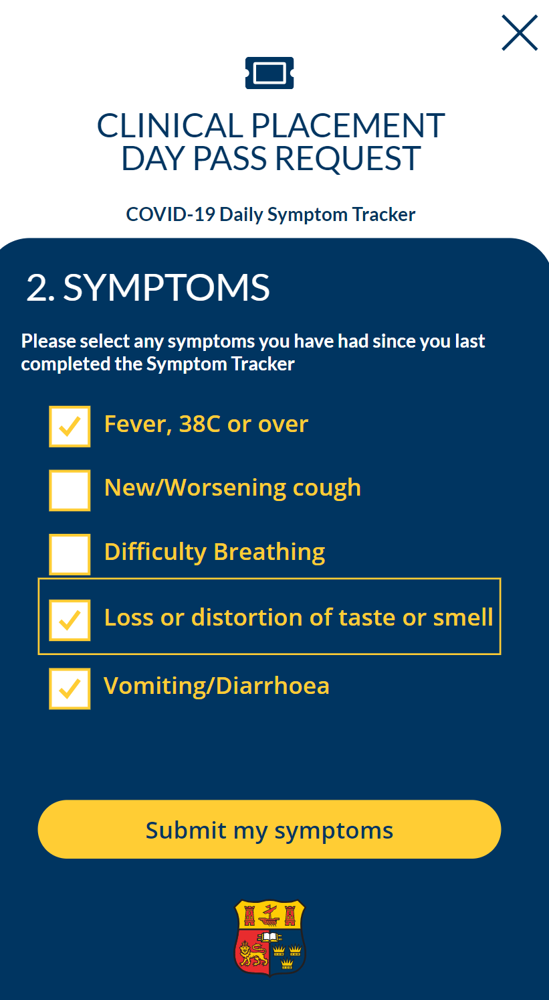 CLINICAL PLACEMENT
DAY PASS REQUEST
COVID-19 Daily Symptom Tracker
2. SYMPTOMS
Please select any symptoms you have had since you last
completed the Symptom Tracker
Fever, 38C or over
New/Worsening cough
Difficulty Breathing
Loss or distortion of taste or smell
Vomiting/Diarrhoea
Submit my symptoms